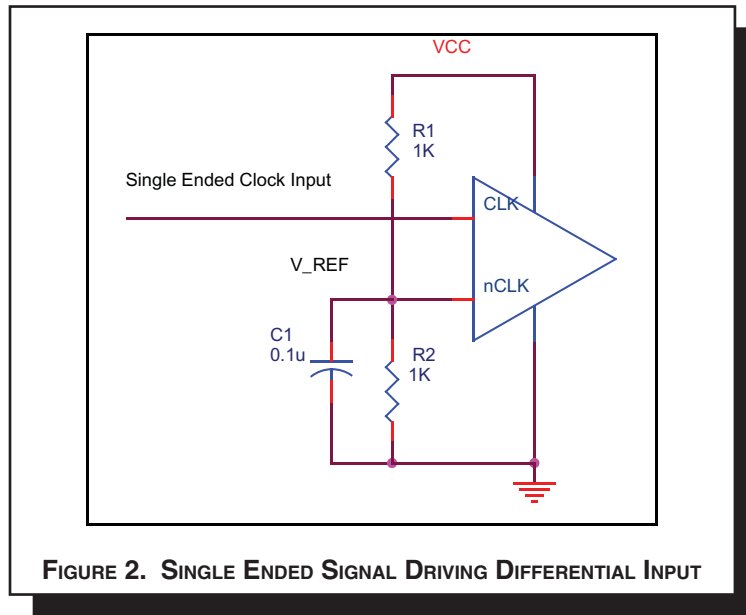 VCC
R1
1K
Single Ended Clock Input
CLK
V_REF
nCLK
C1
0.1u
R2
1K
FIGURE 2. SINGLE ENDED SIGNAL DRIVING DIFFERENTIAL INPUT